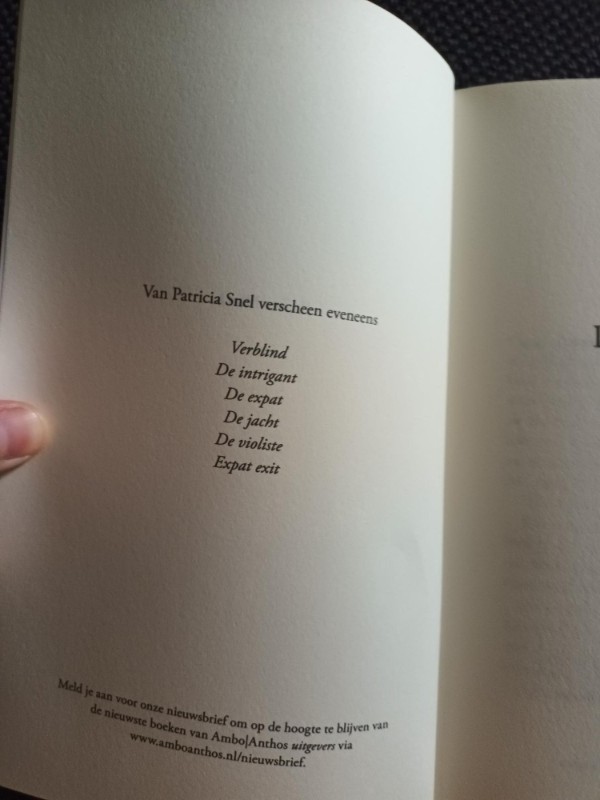 Van Patricia Snel verscheen eveneens
Verblind
De intrigant
De expat
De jacht
De violiste
Expat exit
Meld je aan voor onze nieuwsbrief om op de hoogte te blijven van
de nieuwste boeken van Ambo|Anthos uitgevers via
www.amboanthos.nl/nieuwsbrief.